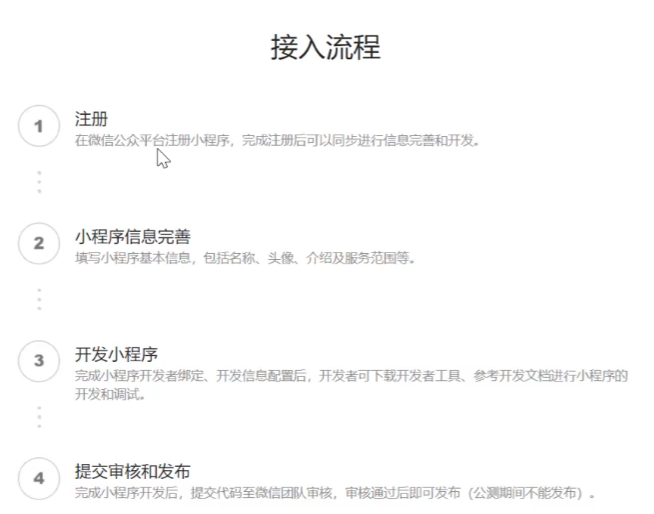 接入流程
1
注册
在微信公众平台注册小程序，完成注册后可以同步进行信息完善和开发。
2
小程序信息完善
填写小程序基本信息，包括名称、头像、介绍及服务范围等。
3
开发小程序
完成小程序开发者绑定、开发信息配置后，开发者可下载开发者工具、参考开发文档进行小程序的
开发和调试。
4
提交审核和发布
完成小程序开发后，提交代码至微信团队审核，审核通过后即可发布（公测期间不能发布）。